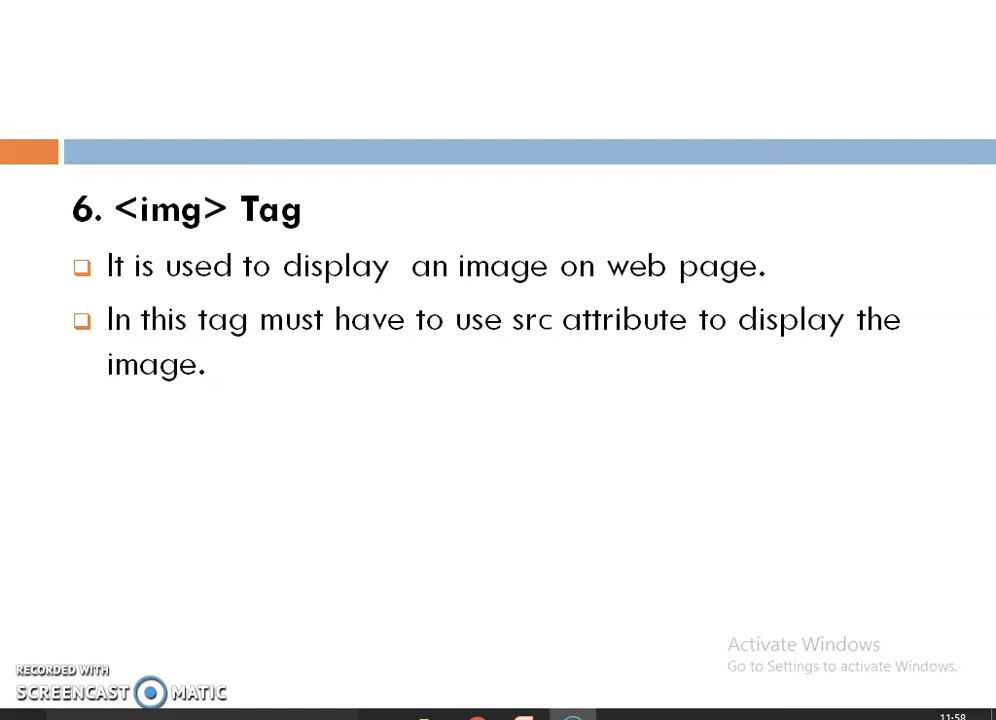 6. <img> Tag
It is used to display  an image on web page.
In this tag must have to use src attribute to display the
image.
Activate Windows
Go to Settings to activate Windows.
RECORDED WITH
SCREENCAST MATIC
11:58